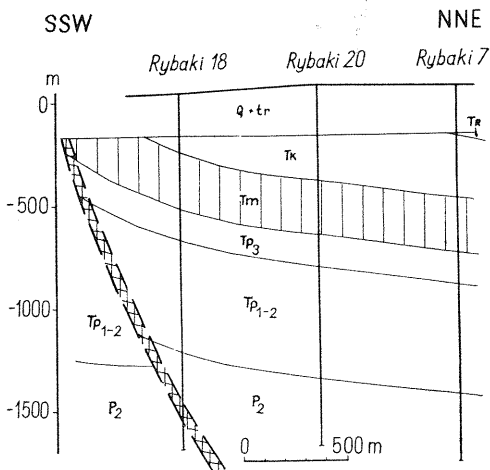 SSW
NNE
m
Rybaki 18
Rybaki 20
Rybaki 7
0
Q+tr
TR
TK
-500
Tm
Tp3
-1000
Tp1-2
Tp1-2
P2
P2
-1500
0
500 m